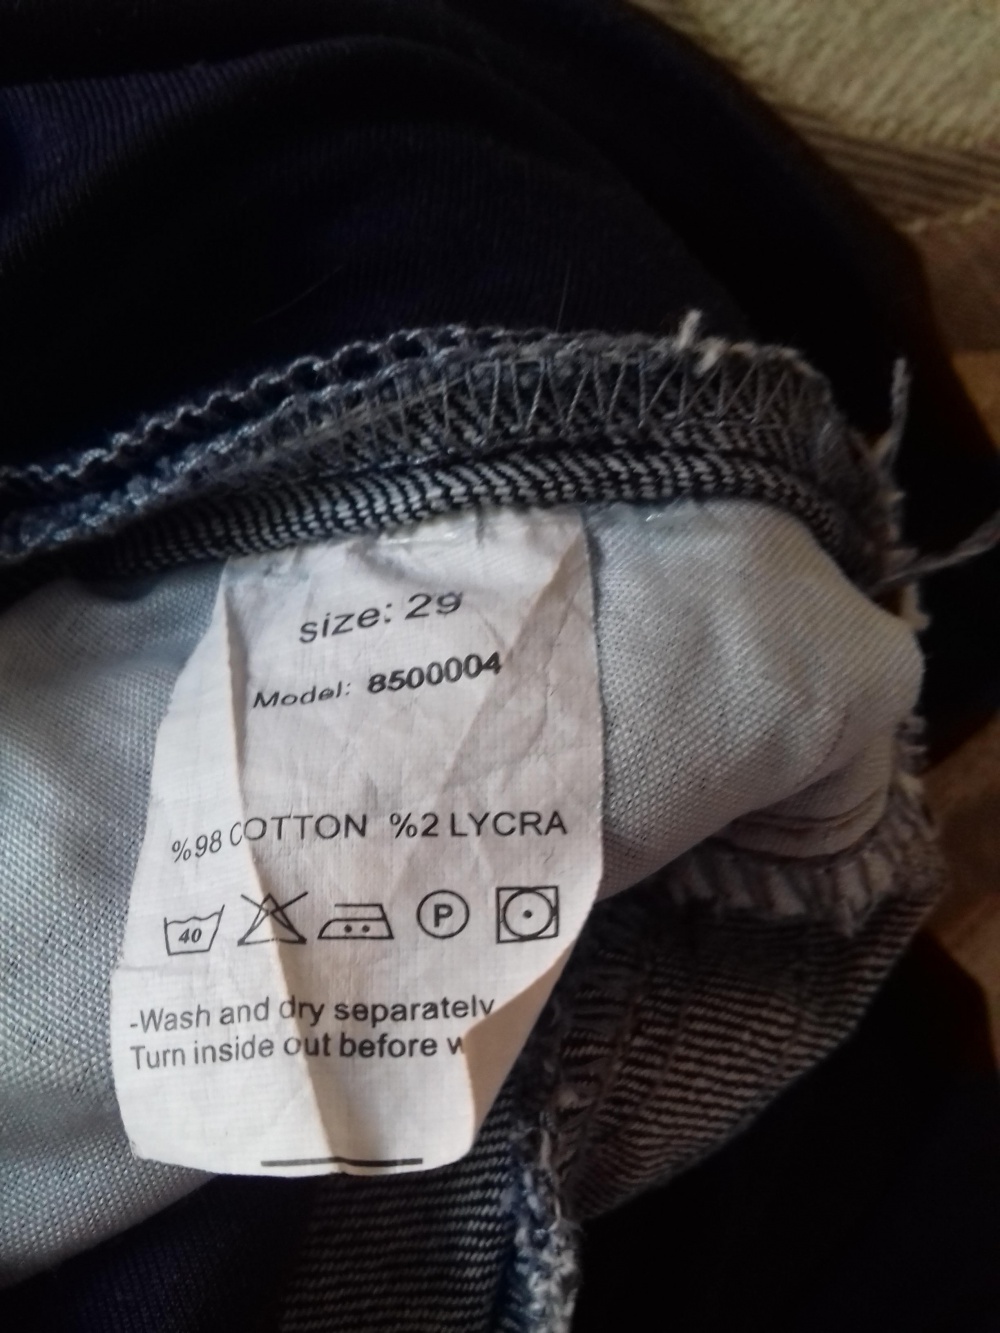 size: 29
Model: 8500004
%98 COTTON %2 LYCRA
40 P
-Wash and dry separately
Turn inside out before